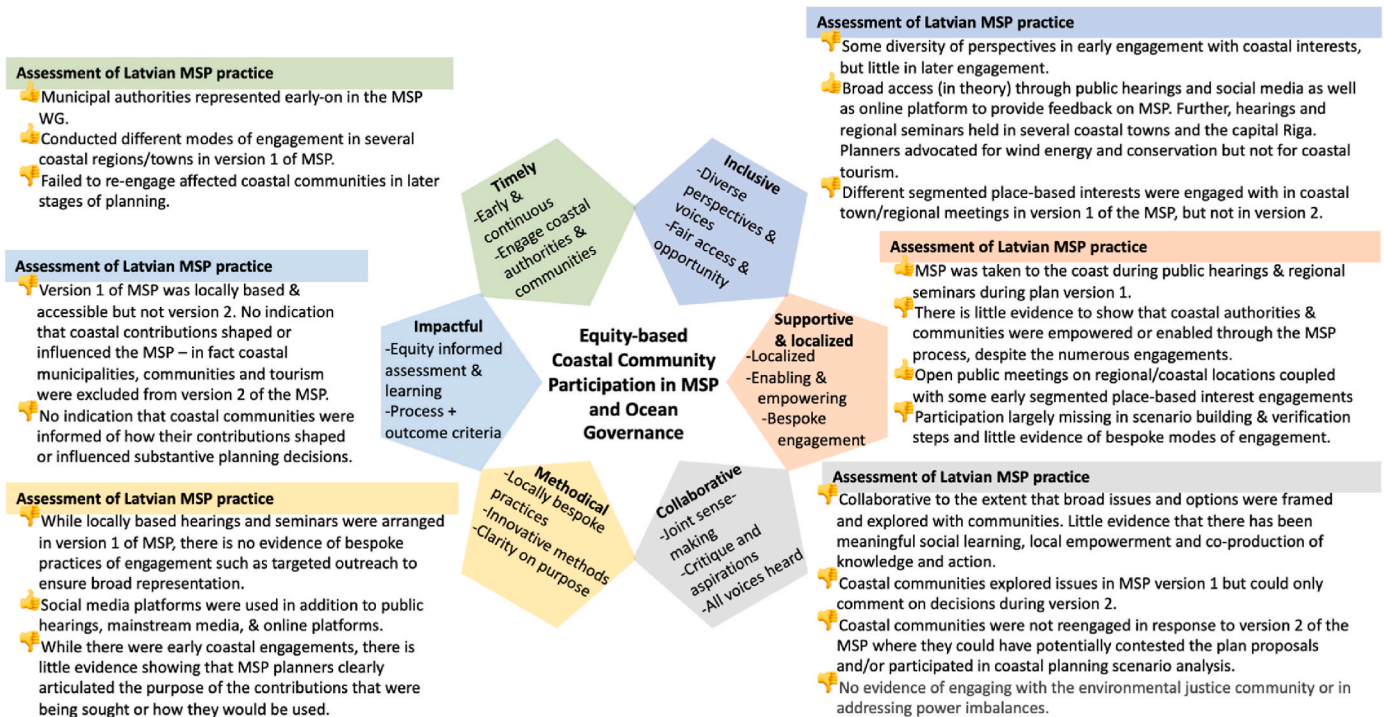 Assessment of Latvian MSP practice
Municipal authorities represented early-on in the MSP
WG.
Conducted different modes of engagement in several
coastal regions/towns in version 1 of MSP.
Failed to re-engage affected coastal communities in later
stages of planning.
Assessment of Latvian MSP practice
Version 1 of MSP was locally based &
accessible but not version 2. No indication
that coastal contributions shaped or
influenced the MSP – in fact coastal
municipalities, communities and tourism
were excluded from version 2 of the MSP.
No indication that coastal communities were
informed of how their contributions shaped
or influenced substantive planning decisions.
Assessment of Latvian MSP practice
While locally based hearings and seminars were arranged
in version 1 of MSP, there is no evidence of bespoke
practices of engagement such as targeted outreach to
ensure broad representation.
Social media platforms were used in addition to public
hearings, mainstream media, & online platforms.
While there were early coastal engagements, there is
little evidence showing that MSP planners clearly
articulated the purpose of the contributions that were
being sought or how they would be used.
Timely
-Early &
continuous
-Engage coastal
authorities &
communities
Inclusive
-Diverse
perspectives &
voices
-Fair access &
opportunity
Impactful
-Equity informed
assessment &
learning
-Process +
outcome criteria
Equity-based
Coastal Community
Participation in MSP
and Ocean
Governance
Supportive
& localized
-Localized
-Enabling &
empowering
-Bespoke
engagement
Methodical
-Locally bespoke
practices
-Innovative methods
-Clarity on purpose
Collaborative
-Joint sense-
making
-Critique and
aspirations
-All voices heard
Assessment of Latvian MSP practice
Some diversity of perspectives in early engagement with coastal interests,
but little in later engagement.
Broad access (in theory) through public hearings and social media as well
as online platform to provide feedback on MSP. Further, hearings and
regional seminars held in several coastal towns and the capital Riga.
Planners advocated for wind energy and conservation but not for coastal
tourism.
Different segmented place-based interests were engaged with in coastal
town/regional meetings in version 1 of the MSP, but not in version 2.
Assessment of Latvian MSP practice
MSP was taken to the coast during public hearings & regional
seminars during plan version 1.
There is little evidence to show that coastal authorities &
communities were empowered or enabled through the MSP
process, despite the numerous engagements.
Open public meetings on regional/coastal locations coupled
with some early segmented place-based interest engagements
Participation largely missing in scenario building & verification
steps and little evidence of bespoke modes of engagement.
Assessment of Latvian MSP practice
Collaborative to the extent that broad issues and options were framed
and explored with communities. Little evidence that there has been
meaningful social learning, local empowerment and co-production of
knowledge and action.
Coastal communities explored issues in MSP version 1 but could only
comment on decisions during version 2.
Coastal communities were not reengaged in response to version 2 of the
MSP where they could have potentially contested the plan proposals
and/or participated in coastal planning scenario analysis.
No evidence of engaging with the environmental justice community or in
addressing power imbalances.